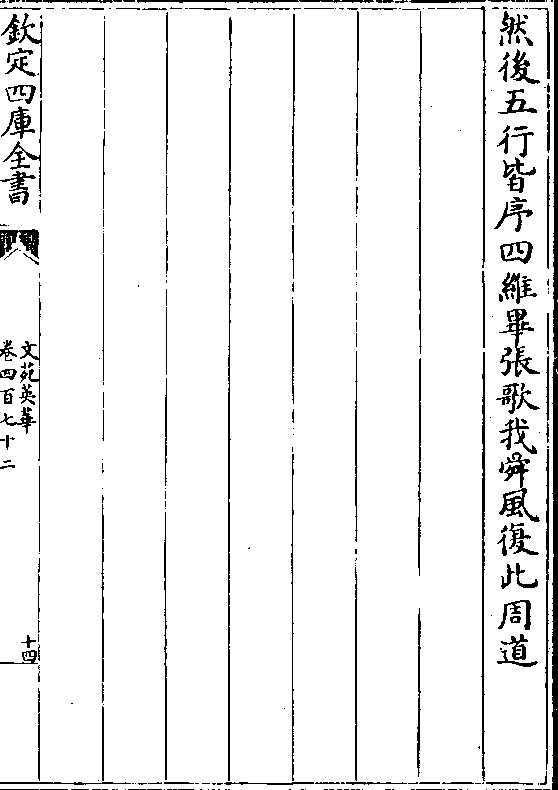 然後五行皆序四維畢張歌我舜風復此周道
欽定四庫全書
文苑英華
卷四百七十二
十四